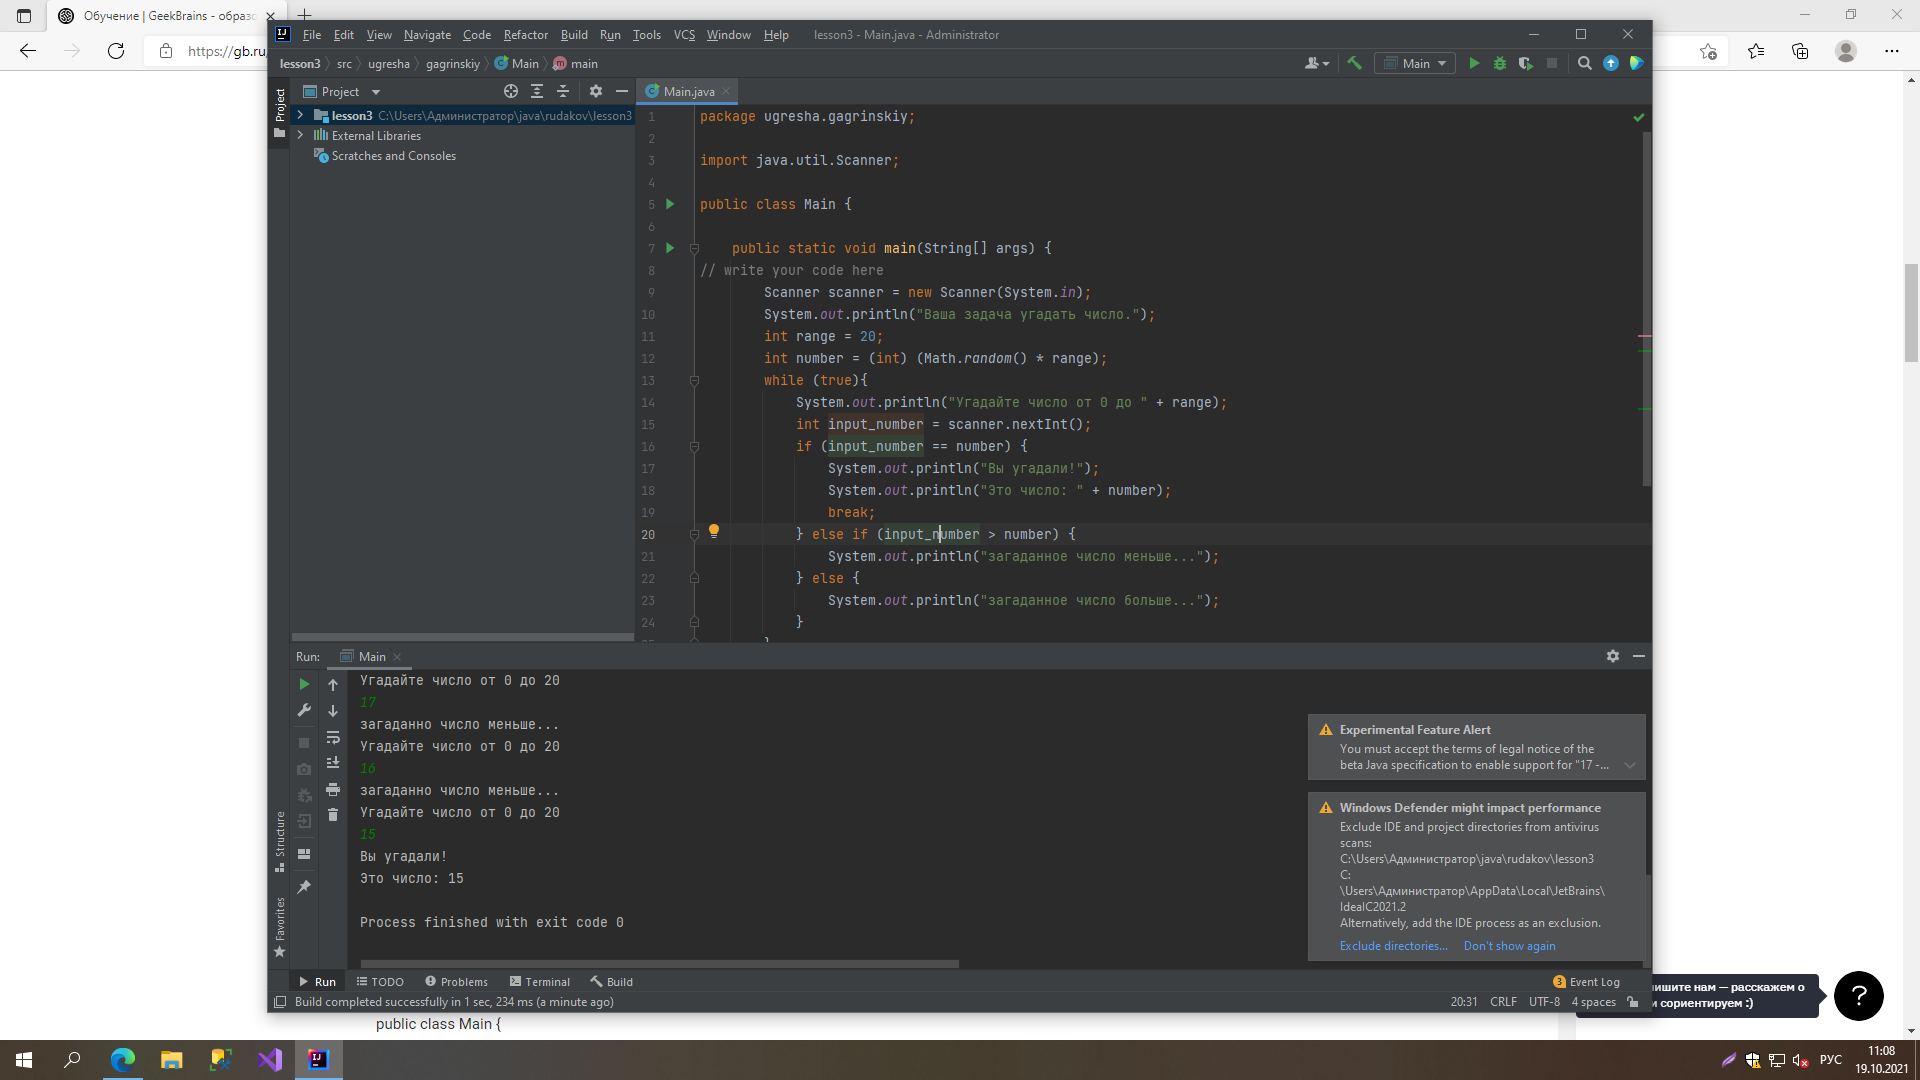 Обучение | GeekBrains - образо
https://gb.ru
File Edit View Navigate Code Refactor Build Run Tools VCS Window Help lesson3 - Main.java - Administrator
lesson3 src ugresha gagrinskiy Main main
Main
Project
Project
Main.java
lesson3 C:\Users\Администратор\java\rudakov\lesson3
External Libraries
Scratches and Consoles
1 package ugresha.gagrinskiy;
2
3 import java.util.Scanner;
4
5 public class Main {
6
7 public static void main(String[] args) {
8 // write your code here
9 Scanner scanner = new Scanner(System.in);
10 System.out.println("Ваша задача угадать число.");
11 int range = 20;
12 int number = (int) (Math.random() * range);
13 while (true){
14 System.out.println("Угадайте число от 0 до " + range);
15 int input_number = scanner.nextInt();
16 if (input_number == number) {
17 System.out.println("Вы угадали!");
18 System.out.println("Это число: " + number);
19 break;
20 } else if (input_number > number) {
21 System.out.println("загаданное число меньше...");
22 } else {
23 System.out.println("загаданное число больше...");
24 }
Run: Main
Угадайте число от 0 до 20
17
загаданно число меньше...
Угадайте число от 0 до 20
16
загаданно число меньше...
Угадайте число от 0 до 20
15
Вы угадали!
Это число: 15
Process finished with exit code 0
Structure
Favorites
Experimental Feature Alert
You must accept the terms of legal notice of the
beta Java specification to enable support for "17 -...
Windows Defender might impact performance
Exclude IDE and project directories from antivirus
scans:
C:\Users\Администратор\java\rudakov\lesson3
C:
\Users\Администратор\AppData\Local\JetBrains\
IdeaIC2021.2
Alternatively, add the IDE process as an exclusion.
Exclude directories... Don't show again
Run TODO Problems Terminal Build 3 Event Log
Build completed successfully in 1 sec, 234 ms (a minute ago) 20:31 CRLF UTF-8 4 spaces
ишите нам — расскажем о
и сориентируем :)
?
public class Main {
РУС
11:08
19.10.2021